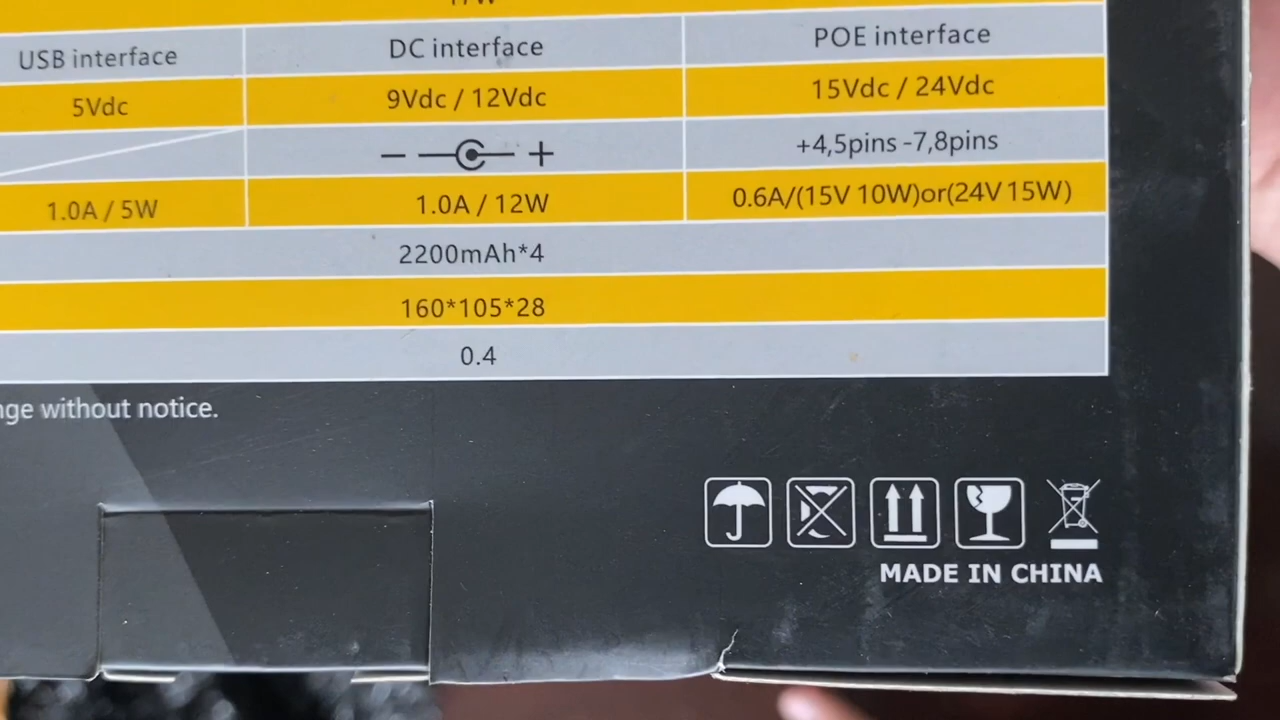 17W
USB interface DC interface POE interface
5Vdc 9Vdc / 12Vdc 15Vdc / 24Vdc
− + +4,5pins -7,8pins
1.0A / 5W 1.0A / 12W 0.6A/(15V 10W)or(24V 15W)
2200mAh*4
160*105*28
0.4
nge without notice.
MADE IN CHINA